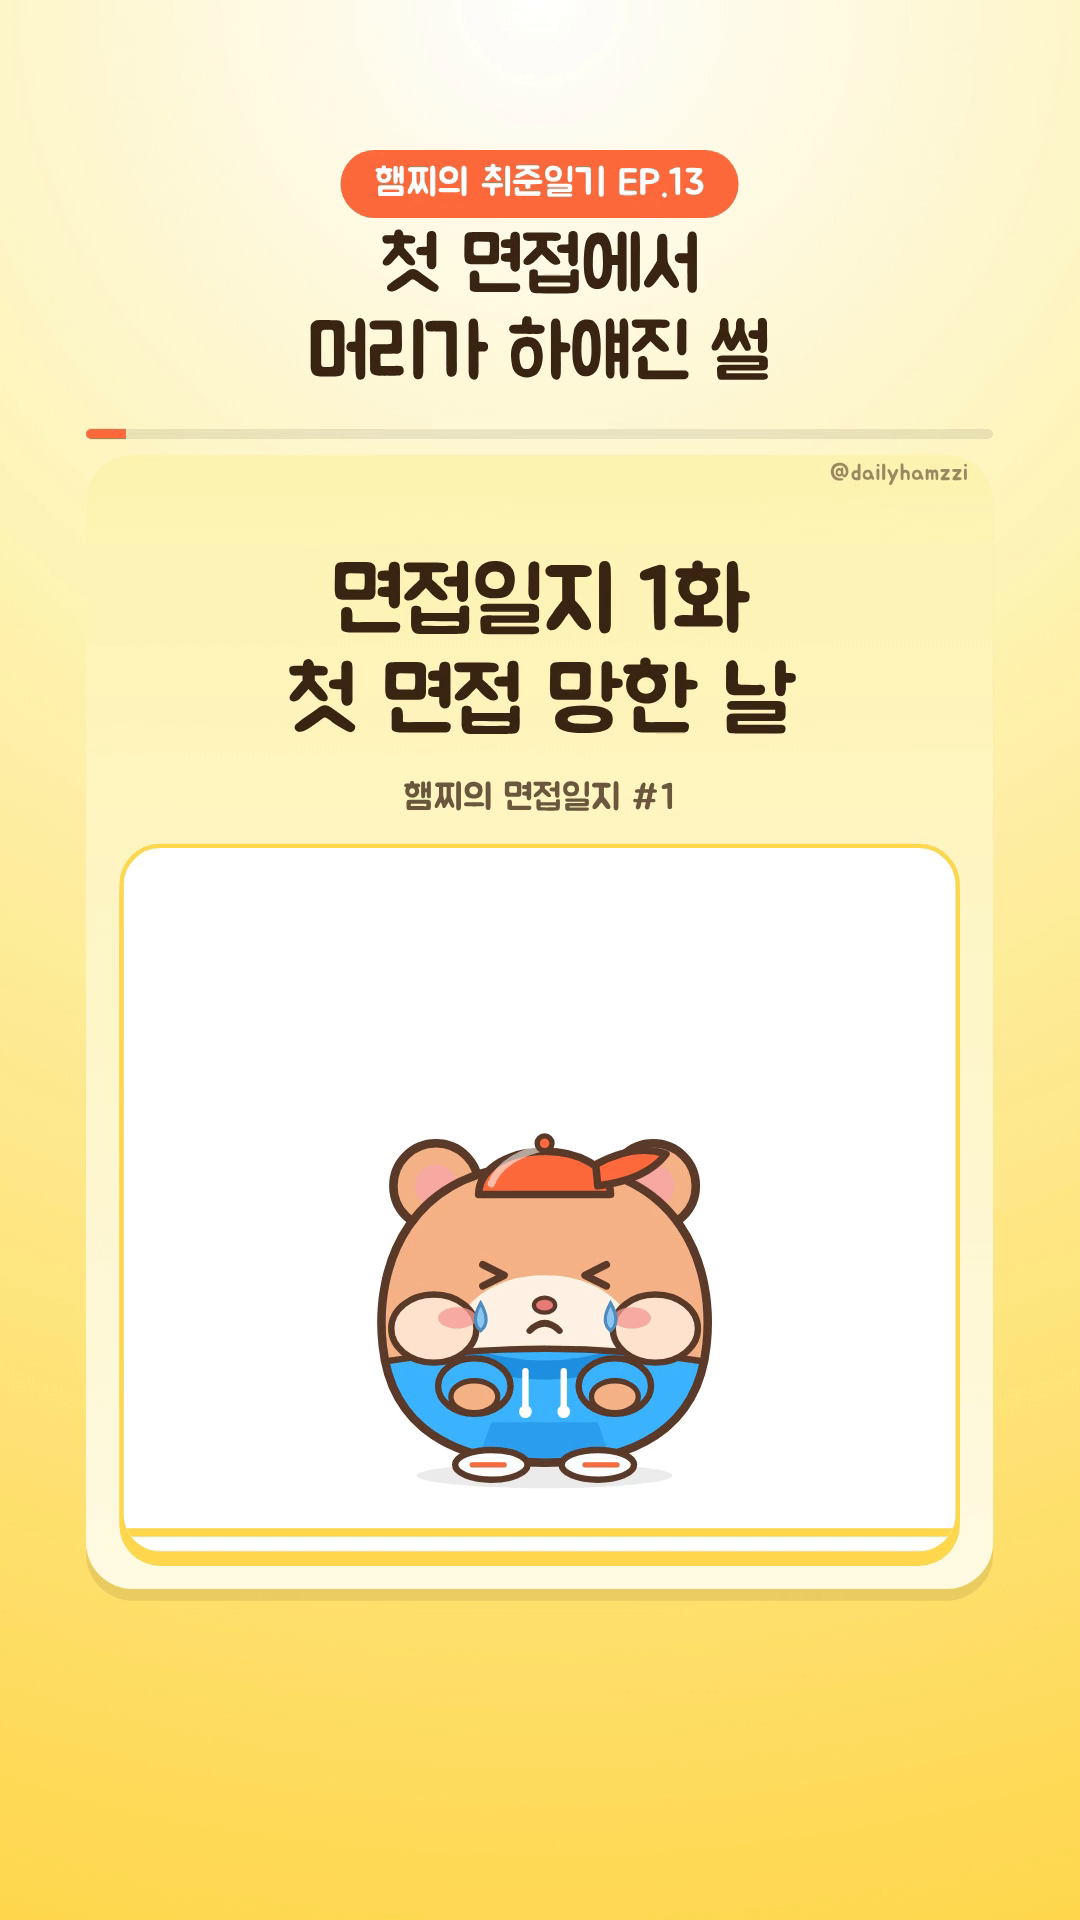 햄찌의 취준일기 EP.13
첫 면접에서
머리가 하얘진 썰
@dailyhamzzi
면접일지 1화
첫 면접 망한 날
햄찌의 면접일지 #1